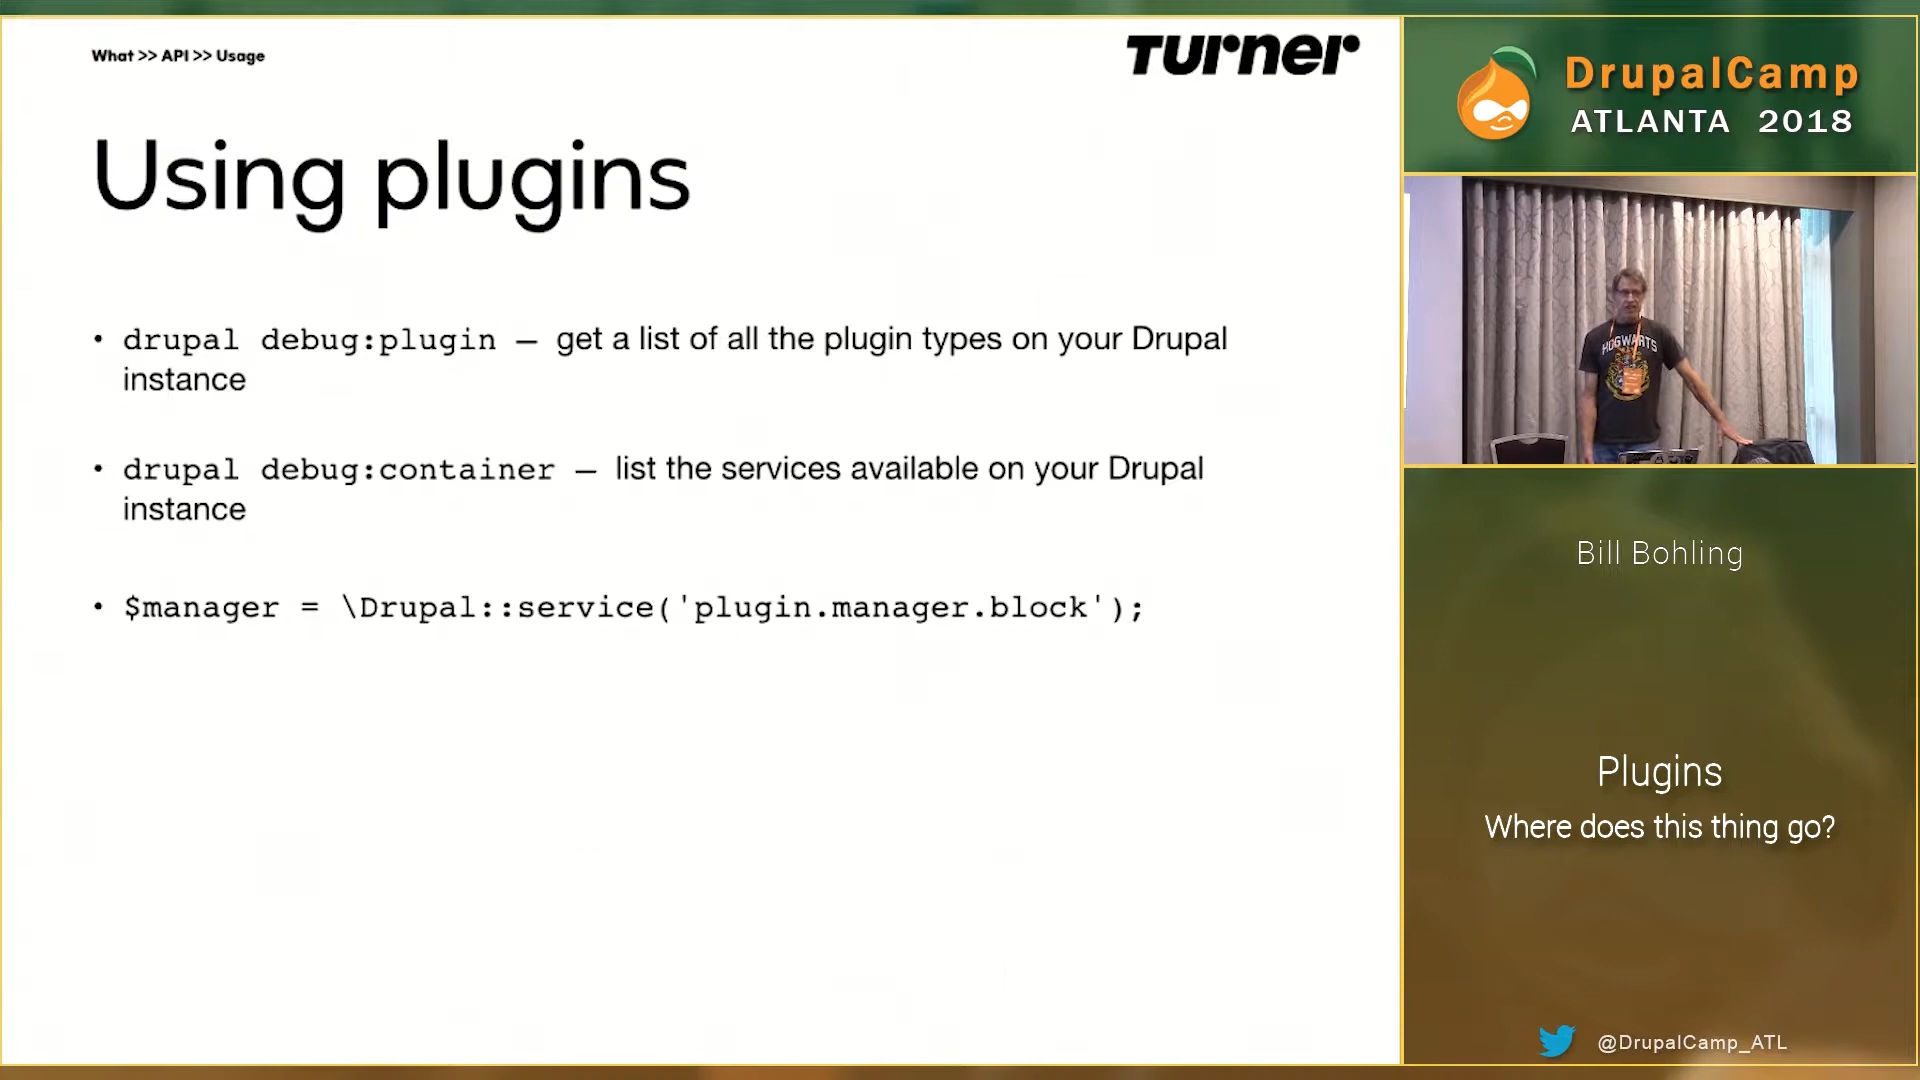 What >> API >> Usage
TURNER
Using plugins
• drupal debug:plugin — get a list of all the plugin types on your Drupal
instance
• drupal debug:container — list the services available on your Drupal
instance
• $manager = \Drupal::service('plugin.manager.block');
DrupalCamp
ATLANTA 2018
HOGWARTS
Bill Bohling
Plugins
Where does this thing go?
@DrupalCamp_ATL